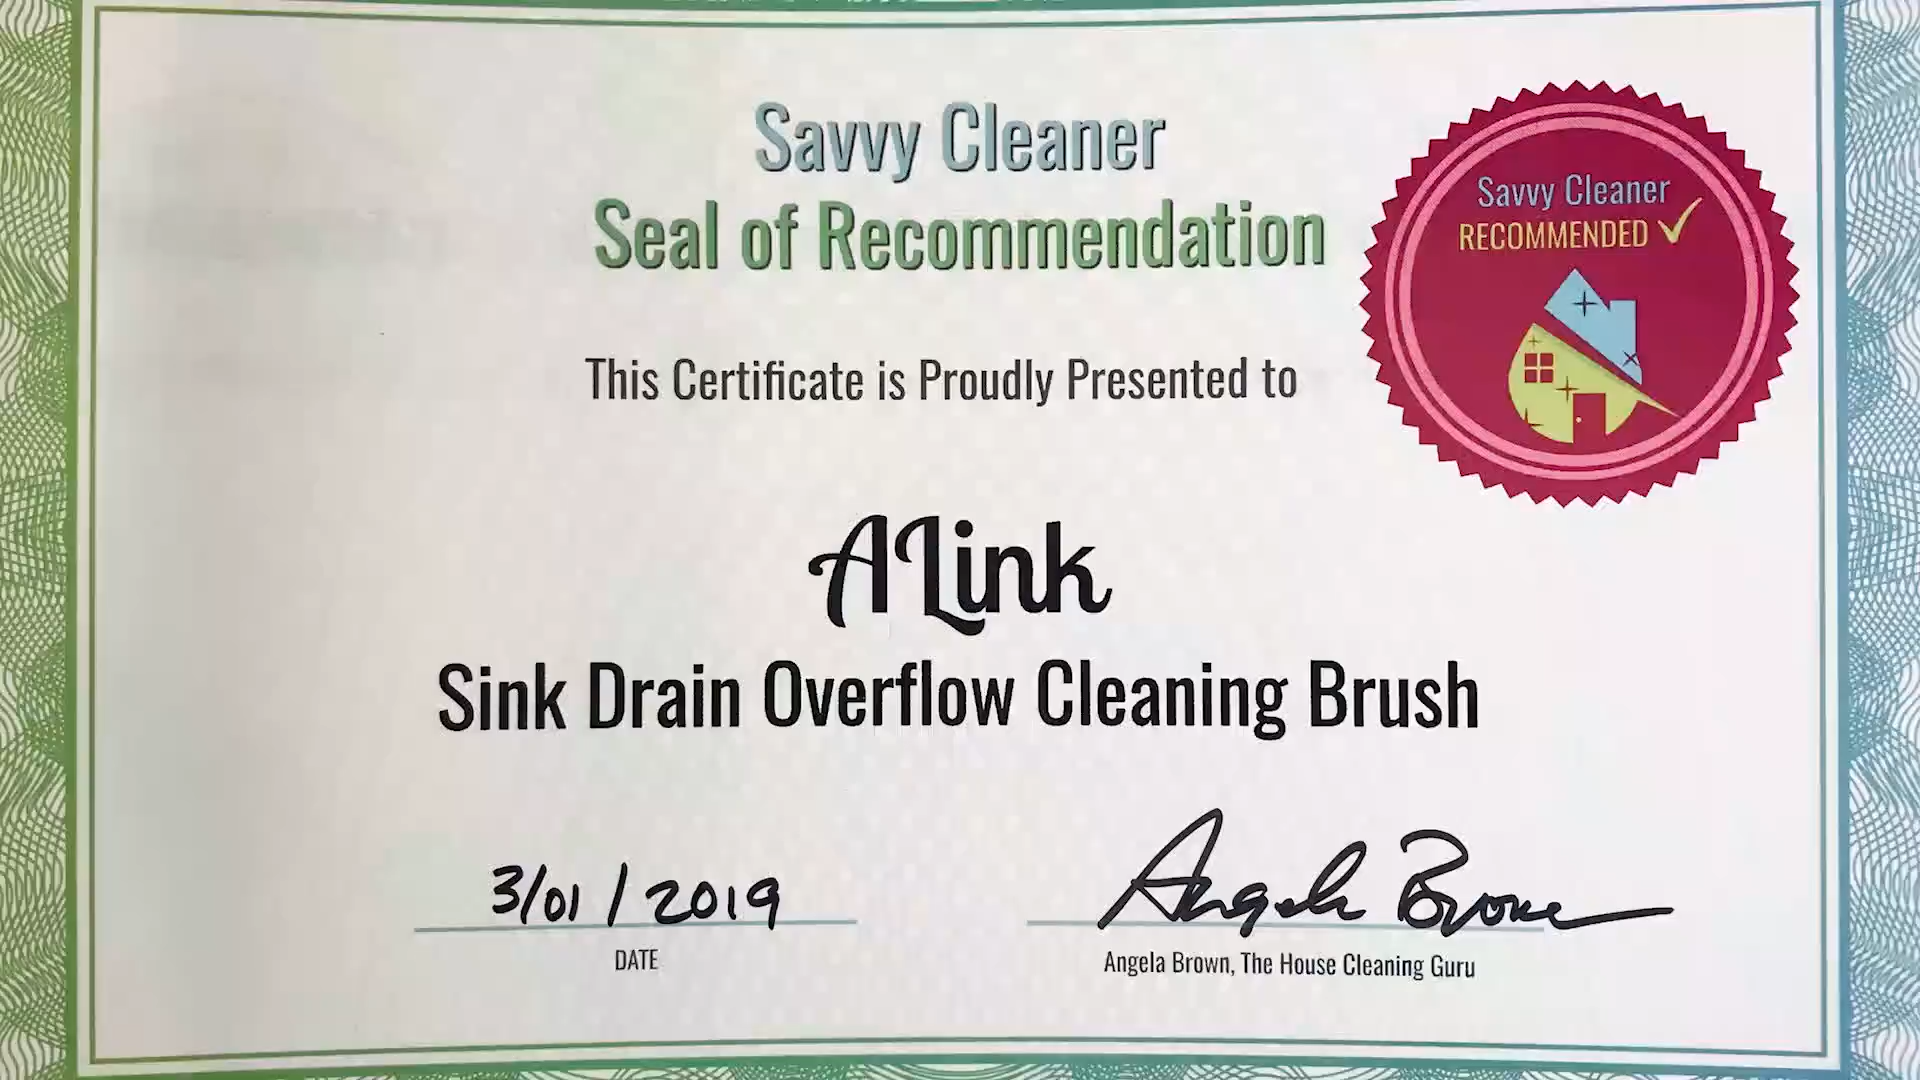 Savvy Cleaner
Seal of Recommendation
Savvy Cleaner
RECOMMENDED
This Certificate is Proudly Presented to
ALink
Sink Drain Overflow Cleaning Brush
3/01/2019
Angela Brown
DATE
Angela Brown, The House Cleaning Guru